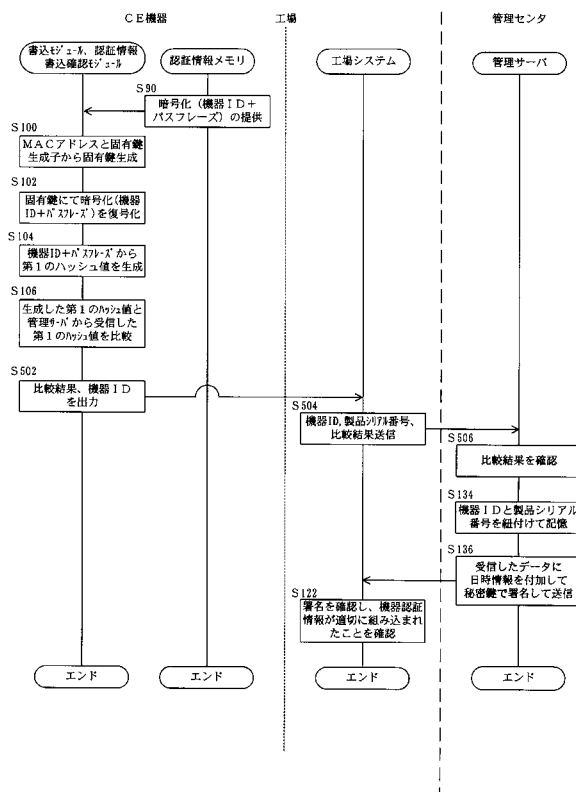 ＣＥ機器
工場
管理センタ
書込ﾓｼﾞｭｰﾙ、認証情報
書込確認ﾓｼﾞｭｰﾙ
認証情報メモリ
工場システム
管理サーバ
S90
暗号化（機器ＩＤ＋
パスフレーズ）の提供
S100
ＭＡＣアドレスと固有鍵
生成子から固有鍵生成
S102
固有鍵にて暗号化(機器
ID+ﾊﾟｽﾌﾚｰｽﾞ)を復号化
S104
機器ID+ﾊﾟｽﾌﾚｰｽﾞから
第１のハッシュ値を生成
S106
生成した第１のﾊｯｼｭ値と
管理ｻｰﾊﾞから受信した
第１のﾊｯｼｭ値を比較
S502
比較結果、機器ＩＤ
を出力
S504
機器ID,製品ｼﾘｱﾙ番号、
比較結果送信
S506
比較結果を確認
S134
機器ＩＤと製品シリアル
番号を紐付けて記憶
S136
受信したデータに
日時情報を付加して
秘密鍵で署名して送信
S122
署名を確認し、機器認証
情報が適切に組み込まれ
たことを確認
エンド
エンド
エンド
エンド